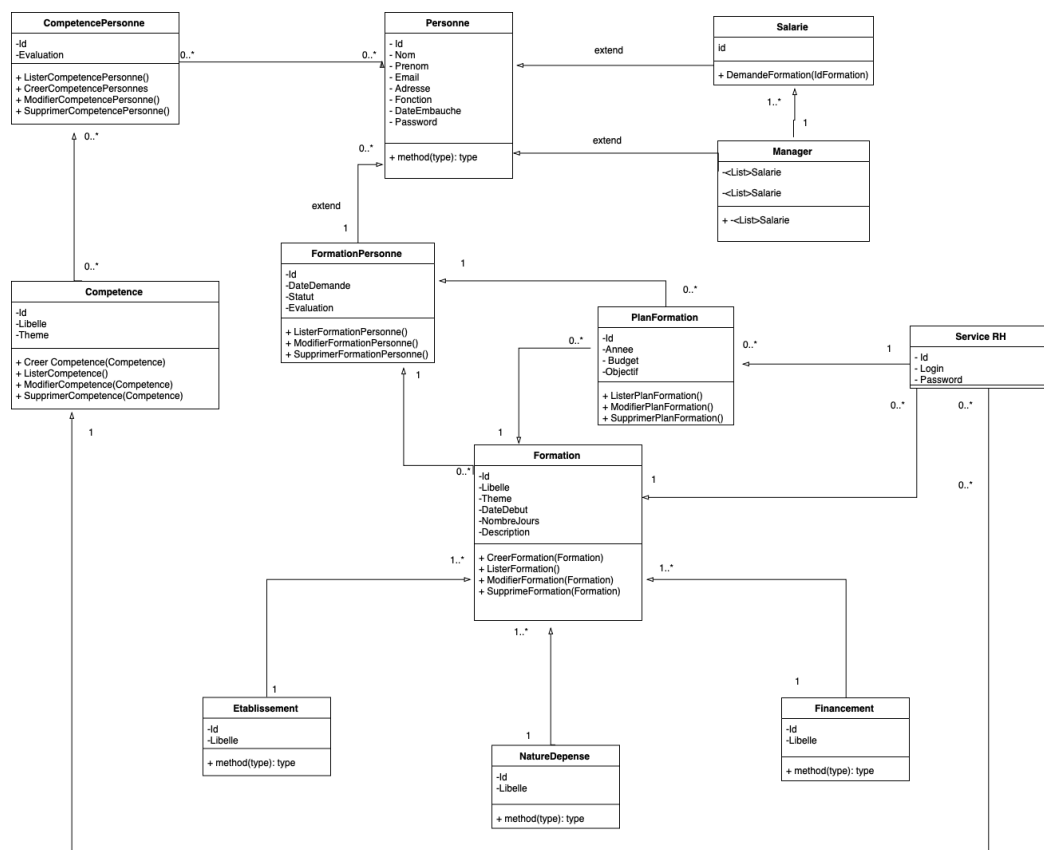 CompetencePersonne
-Id
-Evaluation
+ ListerCompetencePersonne()
+ CreerCompetencePersonnes
+ ModifierCompetencePersonne()
+ SupprimerCompetencePersonne()
0..*
0..*
Personne
- Id
- Nom
- Prenom
- Email
- Adresse
- Fonction
- DateEmbauche
- Password
+ method(type): type
extend
Salarie
id
+ DemandeFormation(IdFormation)
1..*
1
extend
Manager
-<List>Salarie
-<List>Salarie
+ -<List>Salarie
0..*
0..*
0..*
extend
1
Competence
-Id
-Libelle
-Theme
+ Creer Competence(Competence)
+ ListerCompetence()
+ ModifierCompetence(Competence)
+ SupprimerCompetence(Competence)
1
FormationPersonne
-Id
-DateDemande
-Statut
-Evaluation
+ ListerFormationPersonne()
+ ModifierFormationPersonne()
+ SupprimerFormationPersonne()
1
0..*
PlanFormation
-Id
-Annee
- Budget
-Objectif
+ ListerPlanFormation()
+ ModifierPlanFormation()
+ SupprimerPlanFormation()
0..*
1
0..*
1
Service RH
- Id
- Login
- Password
0..*
0..*
1
0..*
1
0..*
Formation
-Id
-Libelle
-Theme
-DateDebut
-NombreJours
-Description
+ CreerFormation(Formation)
+ ListerFormation()
+ ModifierFormation(Formation)
+ SupprimeFormation(Formation)
1..*
1..*
1..*
1
Etablissement
-Id
-Libelle
+ method(type): type
1
NatureDepense
-Id
-Libelle
+ method(type): type
1
Financement
-Id
-Libelle
+ method(type): type